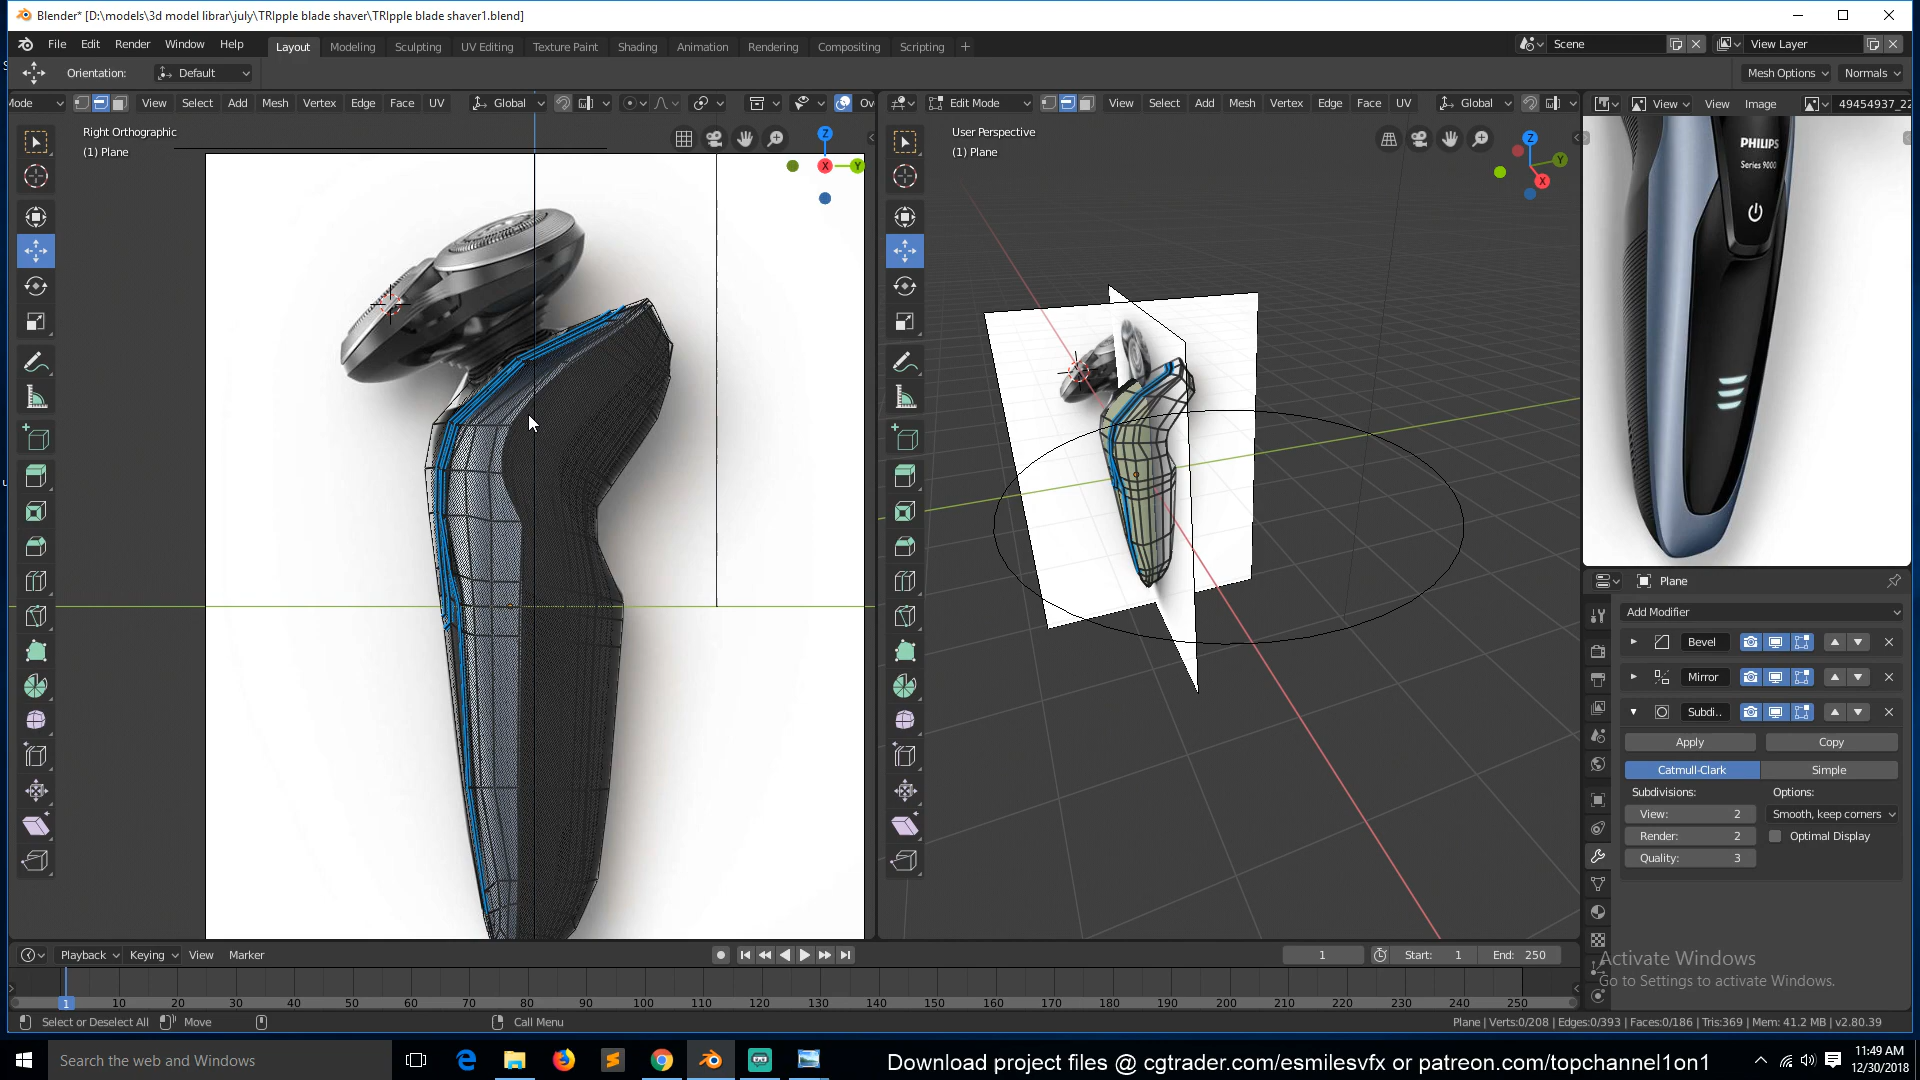 Blender* [D:\models\3d model librar\july\TRIpple blade shaver\TRIpple blade shaver1.blend]
File Edit Render Window Help Layout Modeling Sculpting UV Editing Texture Paint Shading Animation Rendering Compositing Scripting + Scene View Layer
Orientation: Default Mesh Options Normals
Mode View Select Add Mesh Vertex Edge Face UV Global Ov Edit Mode View Select Add Mesh Vertex Edge Face UV Global View View Image 49454937_22
Right Orthographic
(1) Plane
Z
X
Y
User Perspective
(1) Plane
Z
Y
X
PHILIPS
Series 9000
Plane
Add Modifier
Bevel
Mirror
Subdi..
Apply Copy
Catmull-Clark Simple
Subdivisions: Options:
View: 2 Smooth, keep corners
Render: 2 Optimal Display
Quality: 3
Playback Keying View Marker 1 Start: 1 End: 250
1 10 20 30 40 50 60 70 80 90 100 110 120 130 140 150 160 170 180 190 200 210 220 230 240 250
Activate Windows
Go to Settings to activate Windows.
Select or Deselect All Move Call Menu Plane | Verts:0/208 | Edges:0/393 | Faces:0/186 | Tris:369 | Mem: 41.2 MB | v2.80.39
Search the web and Windows
Download project files @ cgtrader.com/esmilesvfx or patreon.com/topchannel1on1
11:49 AM
12/30/2018